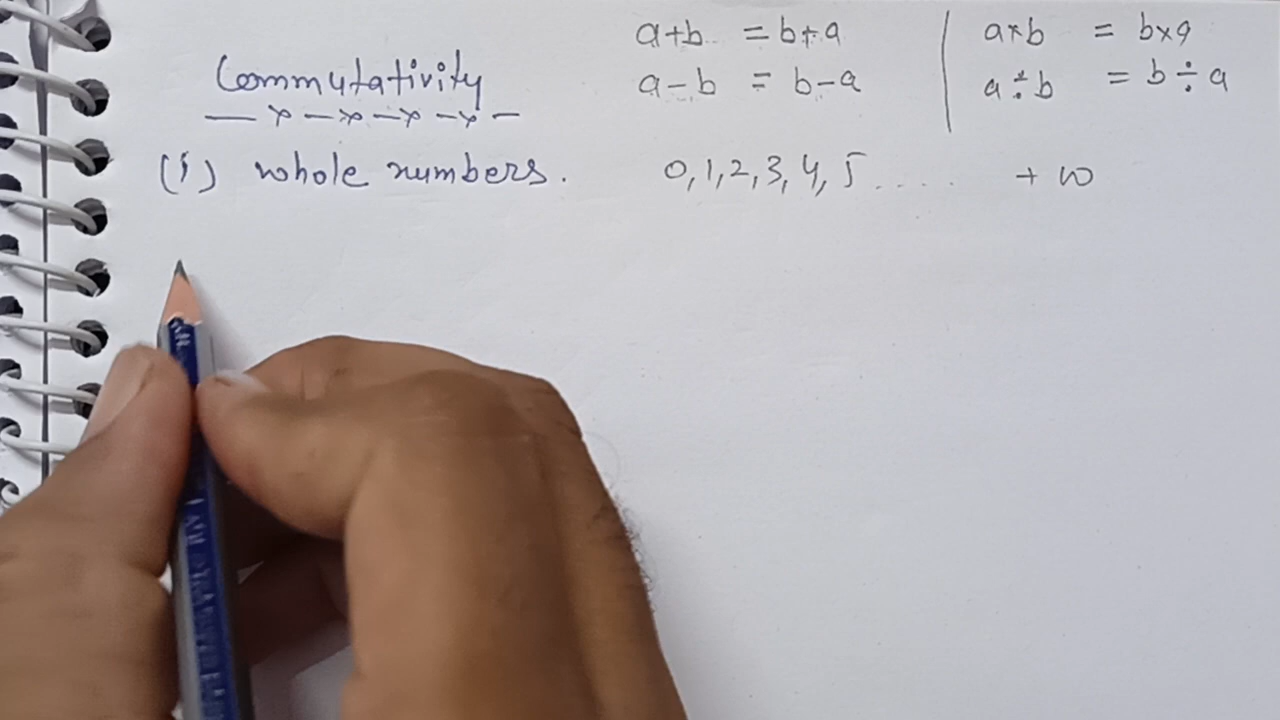 a+b = b+a
a-b = b-a
a×b = b×a
a÷b = b÷a
Commutativity
(i) whole numbers. 0, 1, 2, 3, 4, 5 ..... + ∞